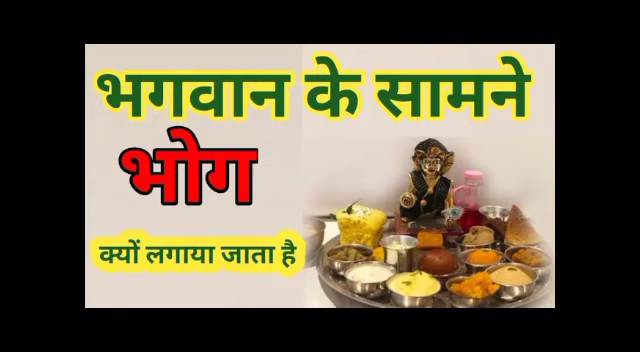 भगवान के सामने
भोग
क्यों लगाया जाता है